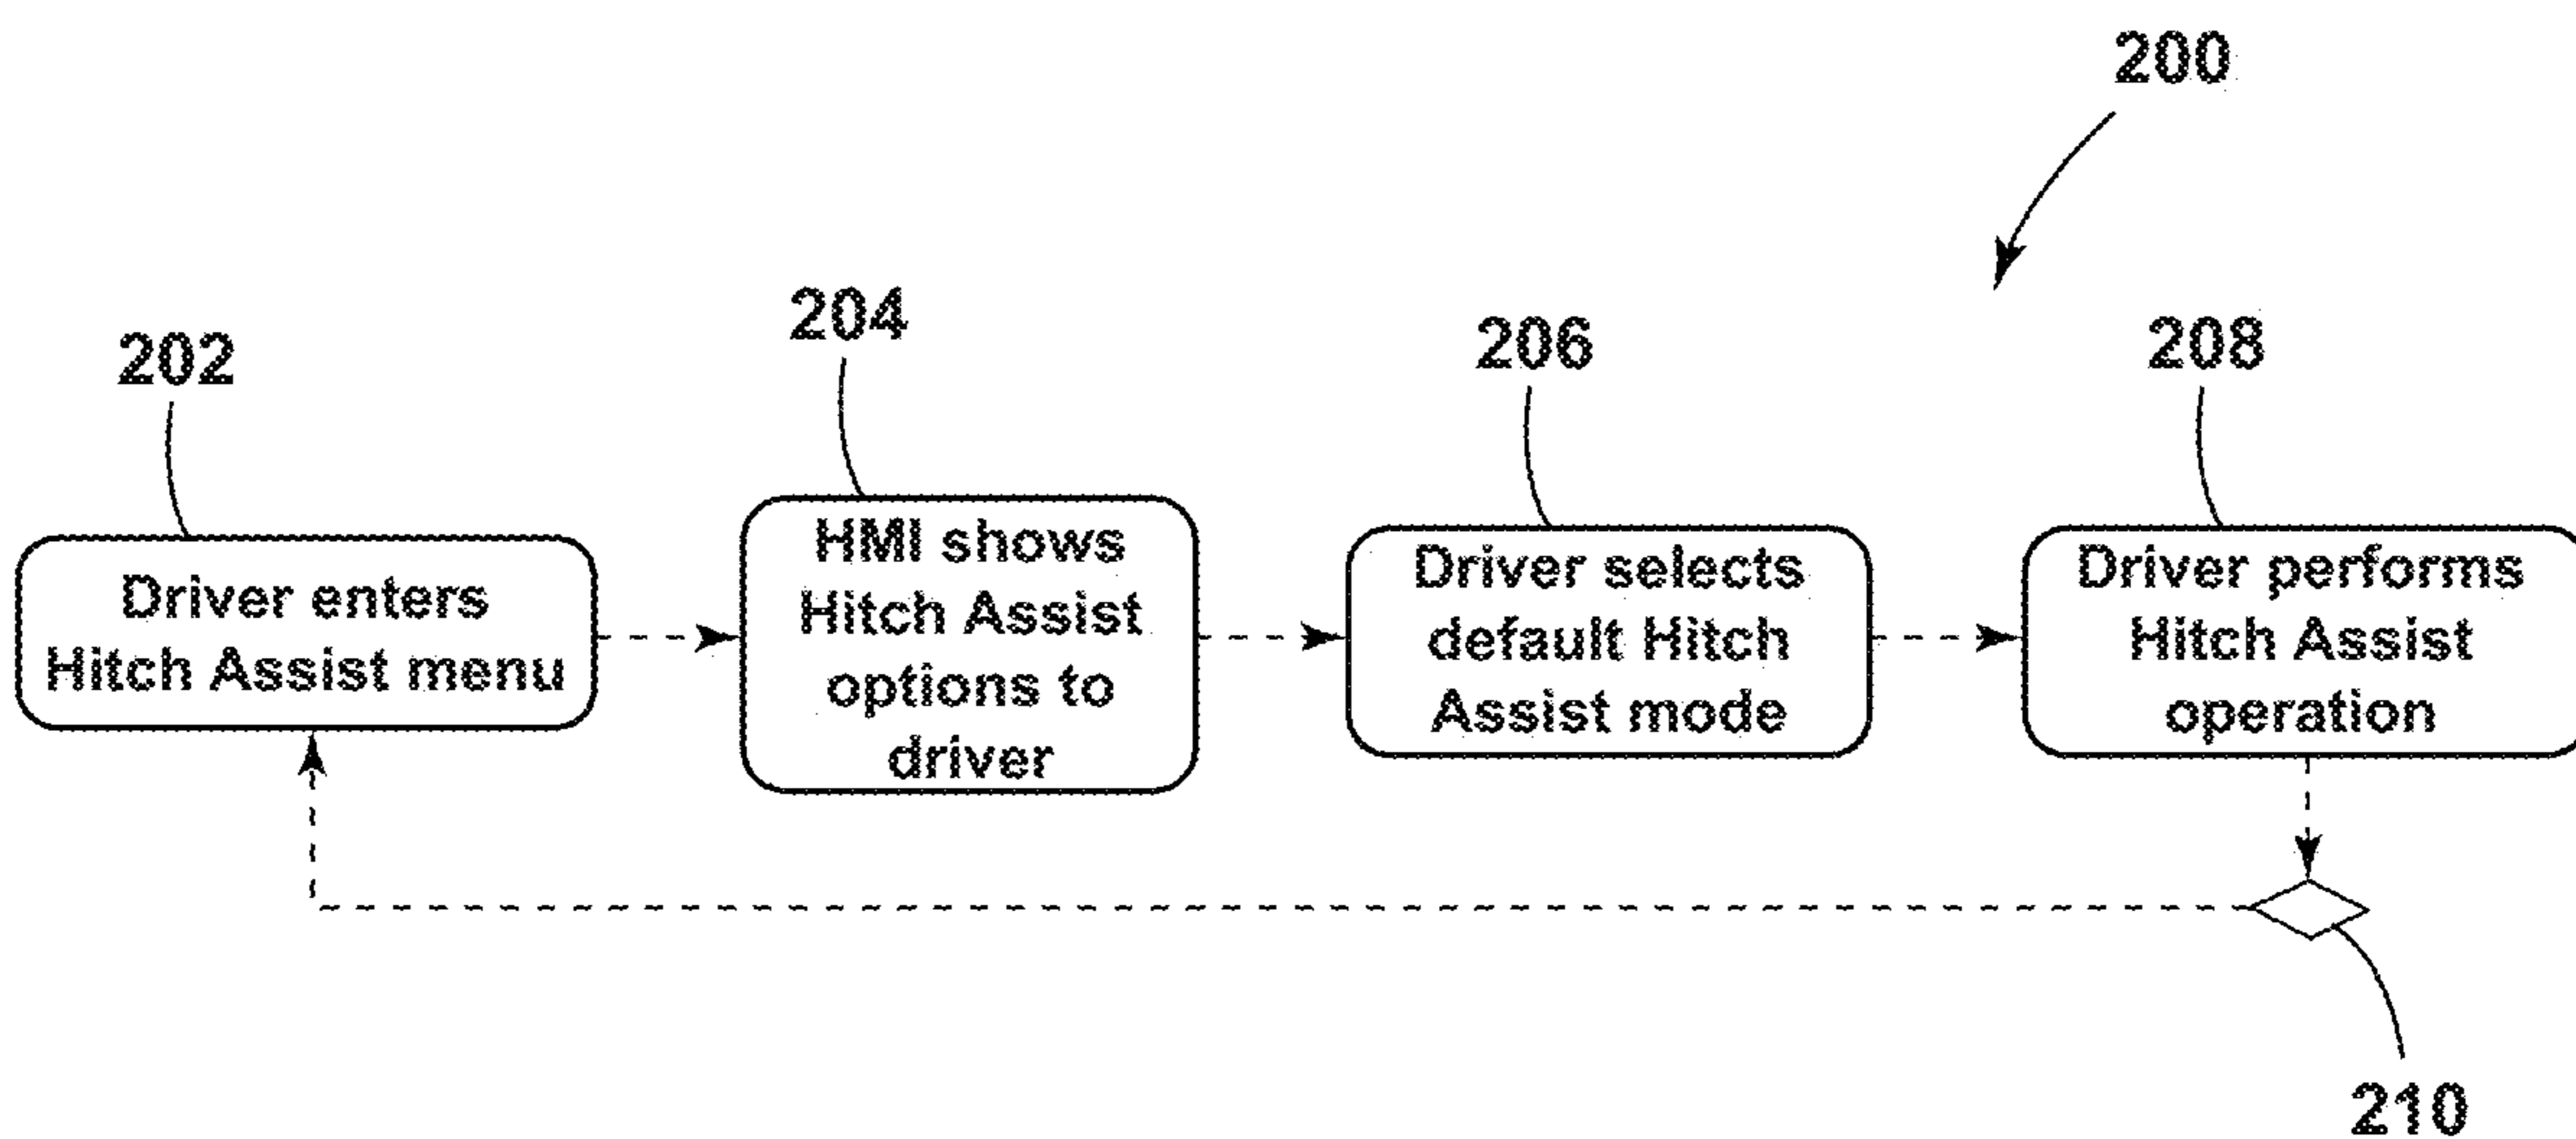 200
202
204
206
208
Driver enters
Hitch Assist menu
HMI shows
Hitch Assist
options to
driver
Driver selects
default Hitch
Assist mode
Driver performs
Hitch Assist
operation
210